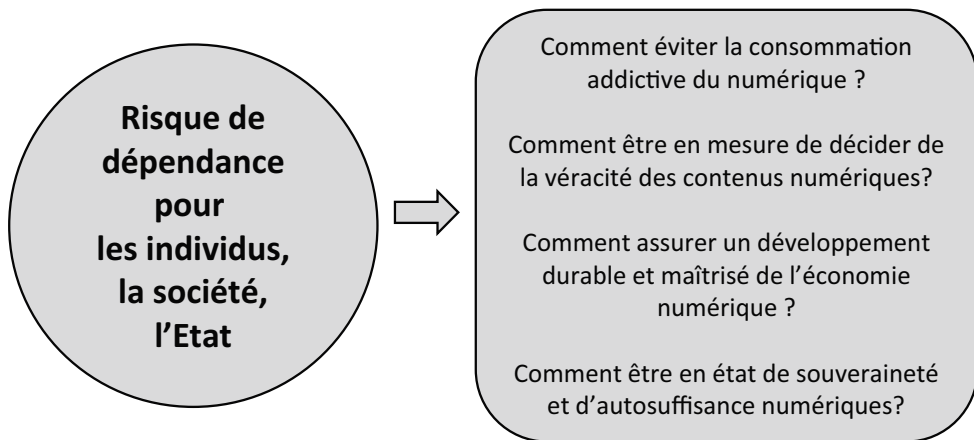 Risque de
dépendance
pour
les individus,
la société,
l’Etat
Comment éviter la consommation
addictive du numérique ?
Comment être en mesure de décider de
la véracité des contenus numériques?
Comment assurer un développement
durable et maîtrisé de l’économie
numérique ?
Comment être en état de souveraineté
et d’autosuffisance numériques?